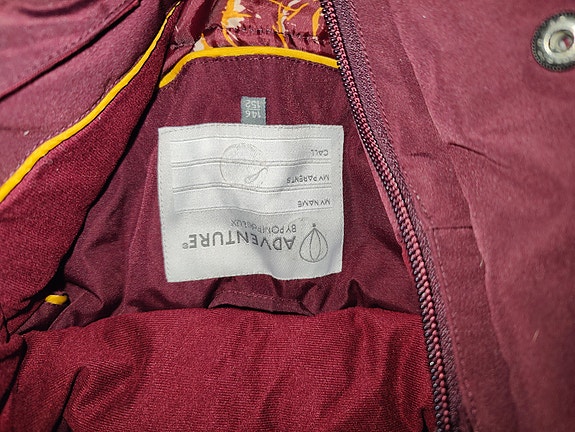 ADVENTURE®
BY POMPDELUX
MY NAME
MY PARENTS
CALL
146
152